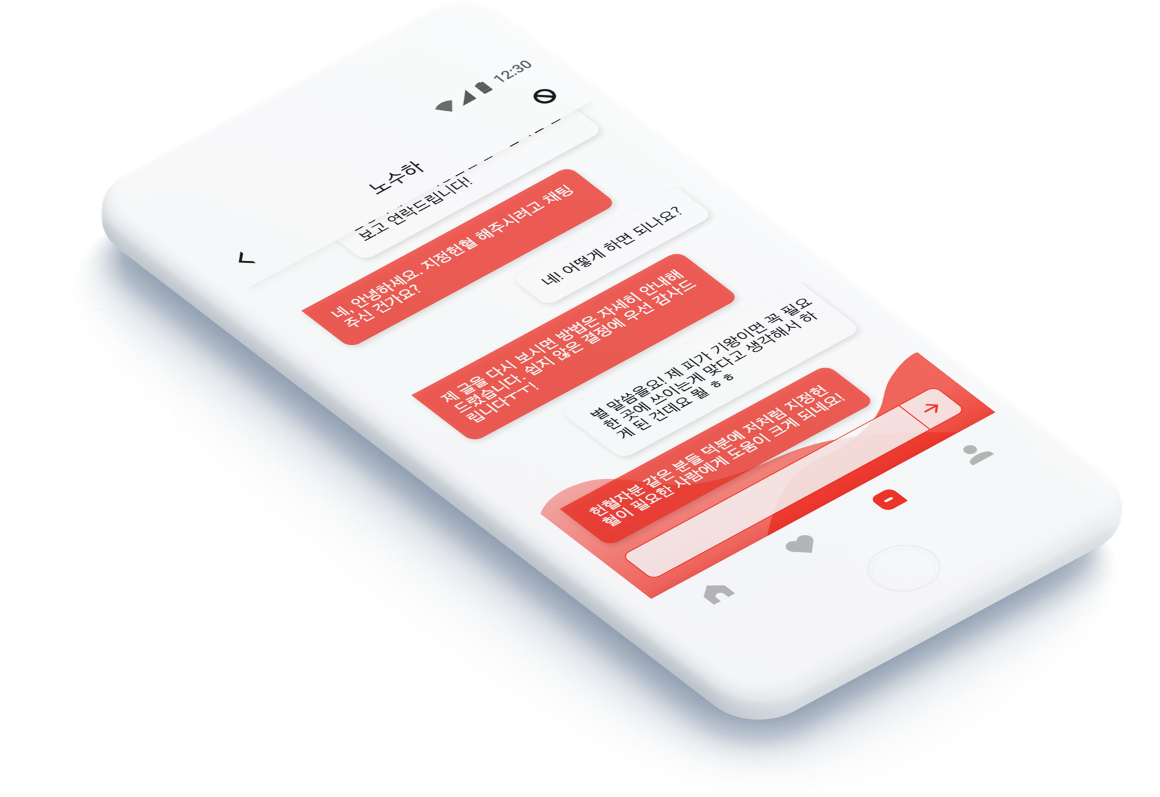 12:30
노수하
보고 연락드립니다!
네, 안녕하세요. 지정헌혈 해주시려고 채팅
주신 건가요?
네! 어떻게 하면 되나요?
제 글을 다시 보시면 방법은 자세히 안내해
드렸습니다. 쉽지 않은 결정에 우선 감사드
립니다ㅜㅜ!
별 말씀을요! 제 피가 기왕이면 꼭 필요
한 곳에 쓰이는게 맞다고 생각해서 하
게 된 건데요 뭘 ㅎㅎ
헌혈자분 같은 분들 덕분에 저처럼 지정헌
혈이 필요한 사람에게 도움이 크게 되네요!